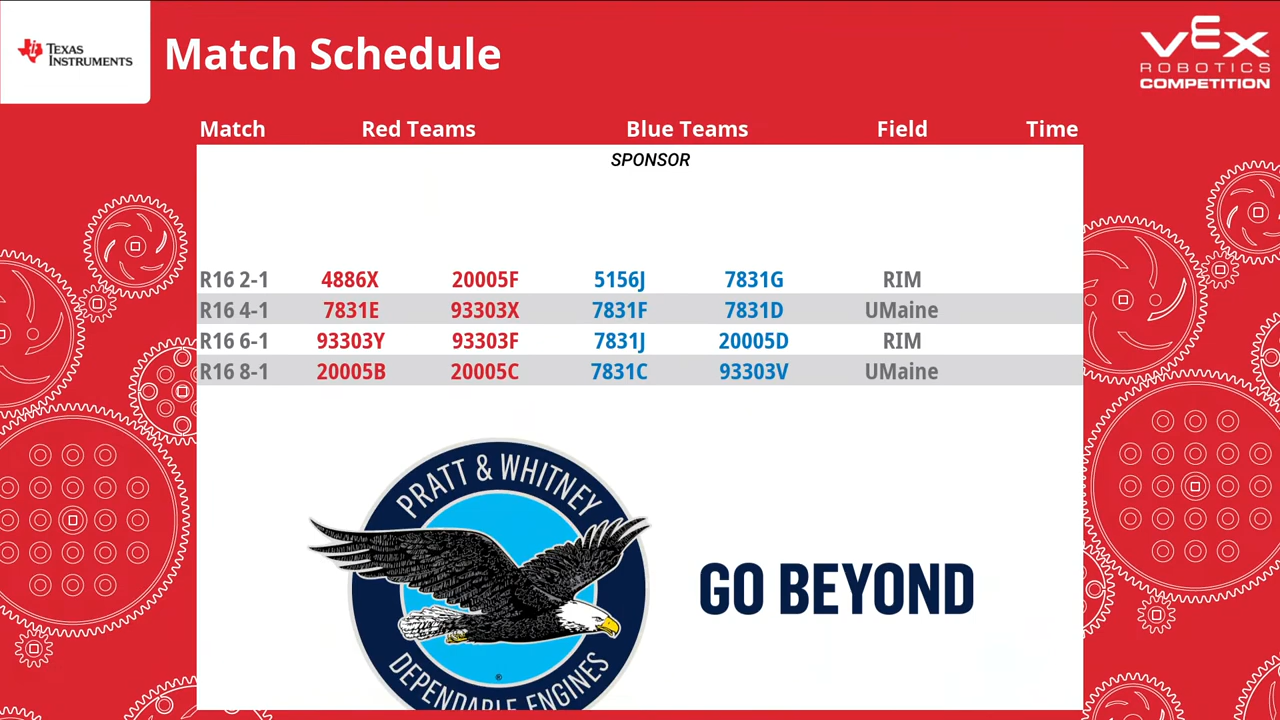 TEXAS
INSTRUMENTS
Match Schedule
VEX
ROBOTICS
COMPETITION
Match Red Teams Blue Teams Field Time
SPONSOR
R16 2-1 4886X 20005F 5156J 7831G RIM
R16 4-1 7831E 93303X 7831F 7831D UMaine
R16 6-1 93303Y 93303F 7831J 20005D RIM
R16 8-1 20005B 20005C 7831C 93303V UMaine
PRATT & WHITNEY
GO BEYOND
DEPENDABLE ENGINES